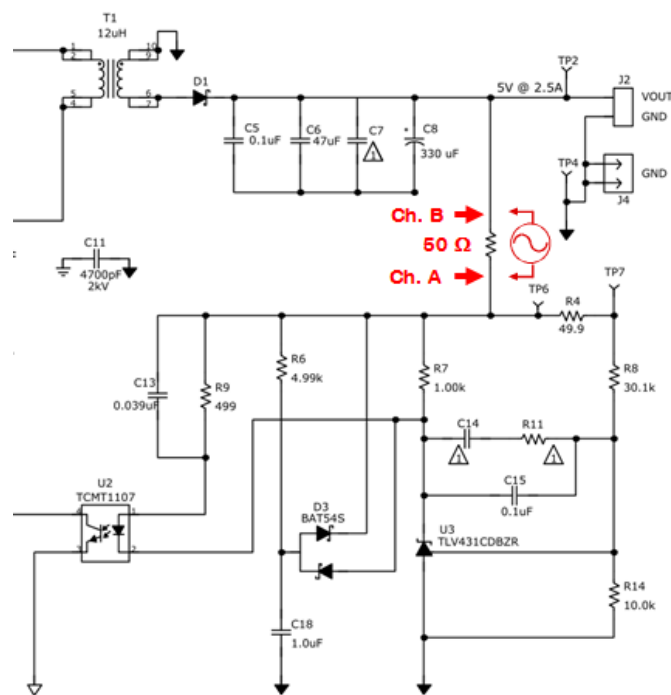 T1
12uH
1
2
5
4
10
9
6
7
D1
C5
0.1uF
C6
47uF
C7
1
+
C8
330 uF
5V @ 2.5A
TP2
J2
VOUT
GND
TP4
GND
J4
Ch. B
50 Ω
Ch. A
C11
4700pF
2kV
TP6
R4
49.9
TP7
C13
0.039uF
R9
499
R6
4.99k
R7
1.00k
R8
30.1k
C14
1
R11
1
C15
0.1uF
U2
TCMT1107
4
3
1
2
D3
BAT54S
U3
TLV431CDBZR
R14
10.0k
C18
1.0uF